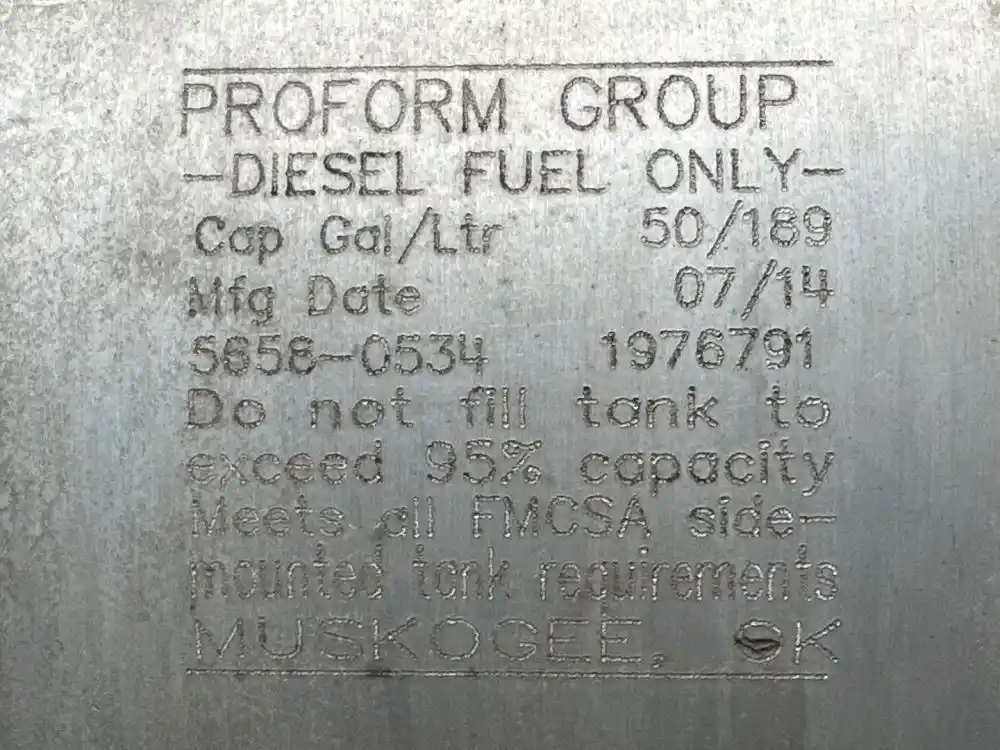 PROFORM GROUP
-DIESEL FUEL ONLY-
Cap Gal/Ltr 50/189
Mfg Date 07/14
5658-0534 1976791
Do not fill tank to
exceed 95% capacity
Meets all FMCSA side-
mounted tank requirements
MUSKOGEE, OK